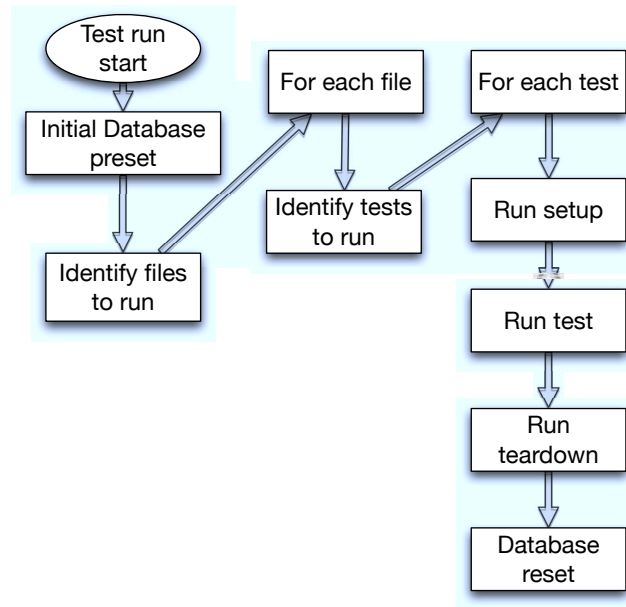 Test run
start
Initial Database
preset
Identify files
to run
For each file
Identify tests
to run
For each test
Run setup
Run test
Run
teardown
Database
reset